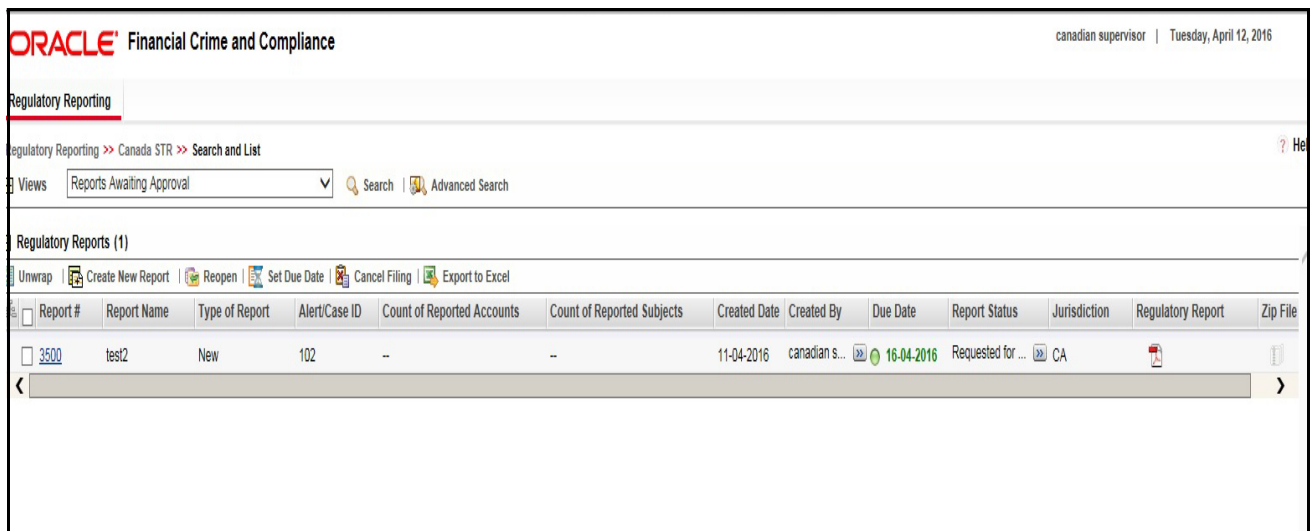 ORACLE Financial Crime and Compliance
canadian supervisor | Tuesday, April 12, 2016
Regulatory Reporting
Regulatory Reporting >> Canada STR >> Search and List
? Hel
Views Reports Awaiting Approval Search | Advanced Search
Regulatory Reports (1)
Unwrap | Create New Report | Reopen | Set Due Date | Cancel Filing | Export to Excel
Report # Report Name Type of Report Alert/Case ID Count of Reported Accounts Count of Reported Subjects Created Date Created By Due Date Report Status Jurisdiction Regulatory Report Zip File
3500 test2 New 102 -- -- 11-04-2016 canadian s... >> 16-04-2016 Requested for ... >> CA